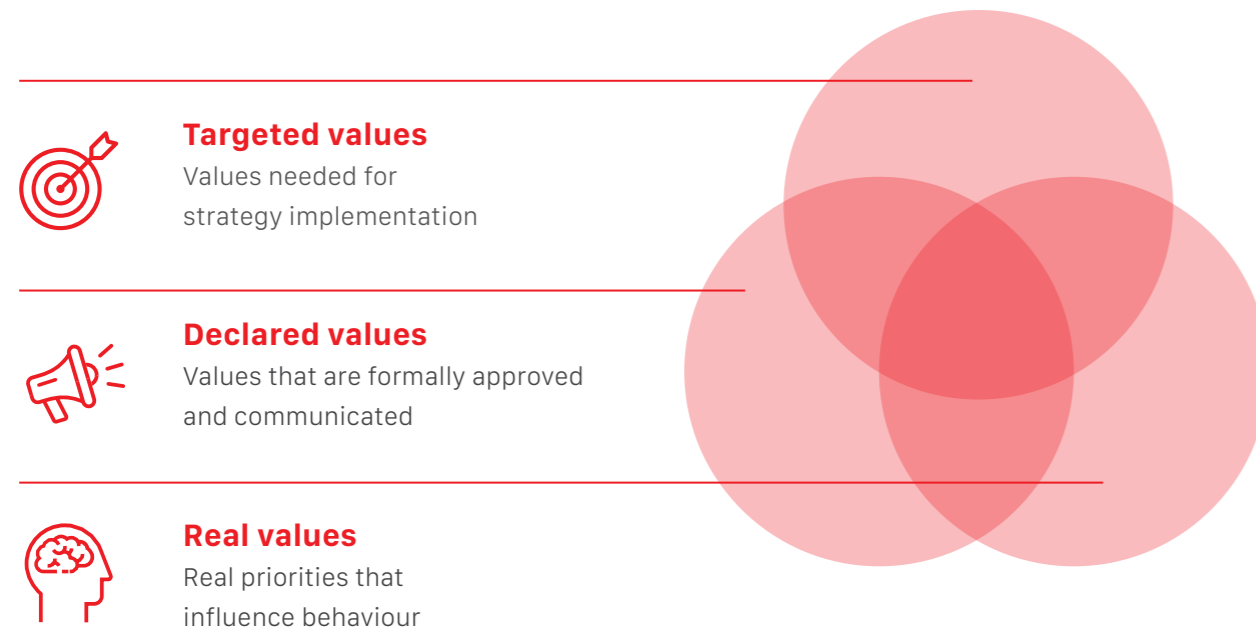 Targeted values
Values needed for
strategy implementation
Declared values
Values that are formally approved
and communicated
Real values
Real priorities that
influence behaviour